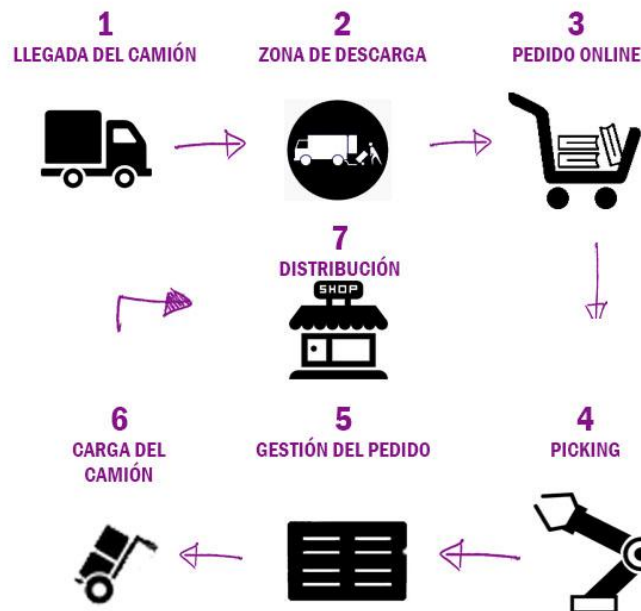 1
LLEGADA DEL CAMIÓN
2
ZONA DE DESCARGA
3
PEDIDO ONLINE
7
DISTRIBUCIÓN
SHOP
6
CARGA DEL
CAMIÓN
5
GESTIÓN DEL PEDIDO
4
PICKING